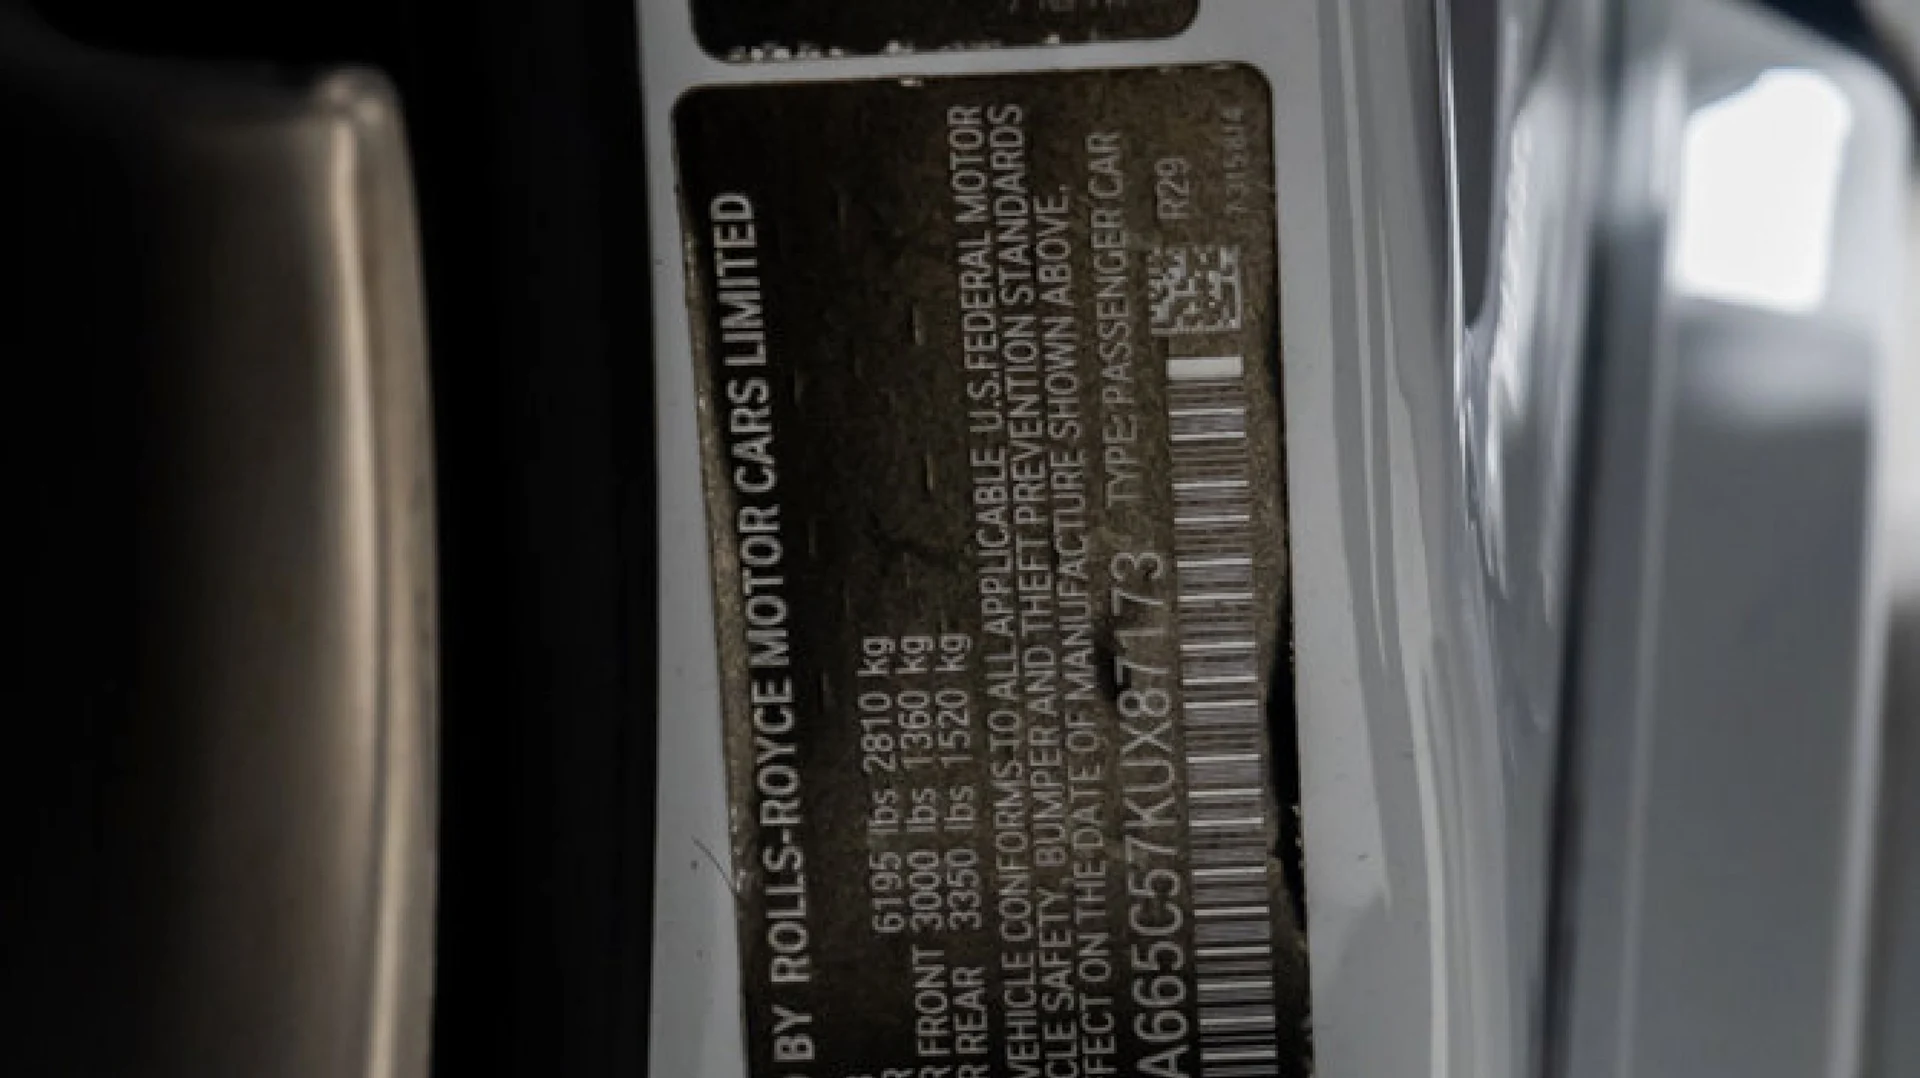 BY ROLLS-ROYCE MOTOR CARS LIMITED
6195 lbs 2810 kg
FRONT 3000 lbs 1360 kg
REAR 3350 lbs 1520 kg
VEHICLE CONFORMS TO ALL APPLICABLE U.S.FEDERAL MOTOR
CLE SAFETY, BUMPER AND THEFT PREVENTION STANDARDS
FFECT ON THE DATE OF MANUFACTURE SHOWN ABOVE.
A665C57KUX87173 TYPE:PASSENGER CAR
R29